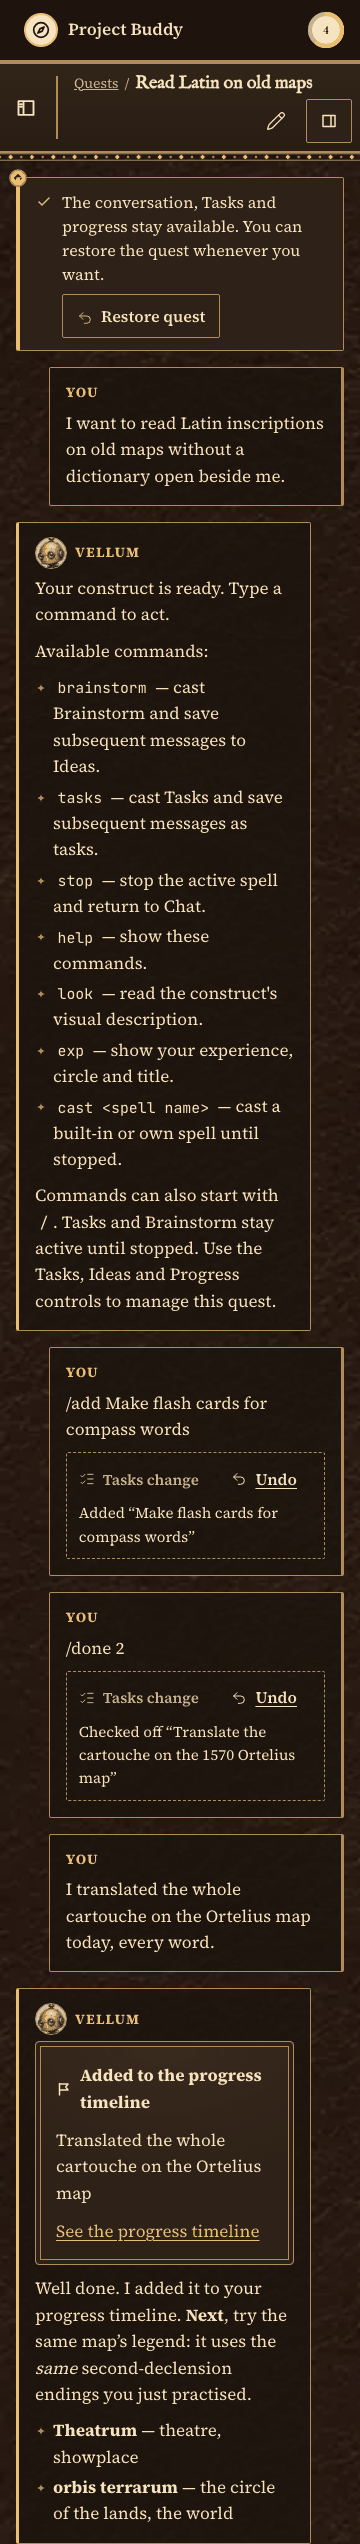 Project Buddy
4
Quests / Read Latin on old maps
The conversation, Tasks and
progress stay available. You can
restore the quest whenever you
want.
Restore quest
YOU
I want to read Latin inscriptions
on old maps without a
dictionary open beside me.
VELLUM
Your construct is ready. Type a
command to act.
Available commands:
brainstorm — cast
Brainstorm and save
subsequent messages to
Ideas.
tasks — cast Tasks and save
subsequent messages as
tasks.
stop — stop the active spell
and return to Chat.
help — show these
commands.
look — read the construct's
visual description.
exp — show your experience,
circle and title.
cast <spell name> — cast a
built-in or own spell until
stopped.
Commands can also start with
/ . Tasks and Brainstorm stay
active until stopped. Use the
Tasks, Ideas and Progress
controls to manage this quest.
YOU
/add Make flash cards for
compass words
Tasks change Undo
Added “Make flash cards for
compass words”
YOU
/done 2
Tasks change Undo
Checked off “Translate the
cartouche on the 1570 Ortelius
map”
YOU
I translated the whole
cartouche on the Ortelius map
today, every word.
VELLUM
Added to the progress
timeline
Translated the whole
cartouche on the Ortelius
map
See the progress timeline
Well done. I added it to your
progress timeline. Next, try the
same map’s legend: it uses the
same second-declension
endings you just practised.
Theatrum — theatre,
showplace
orbis terrarum — the circle
of the lands, the world